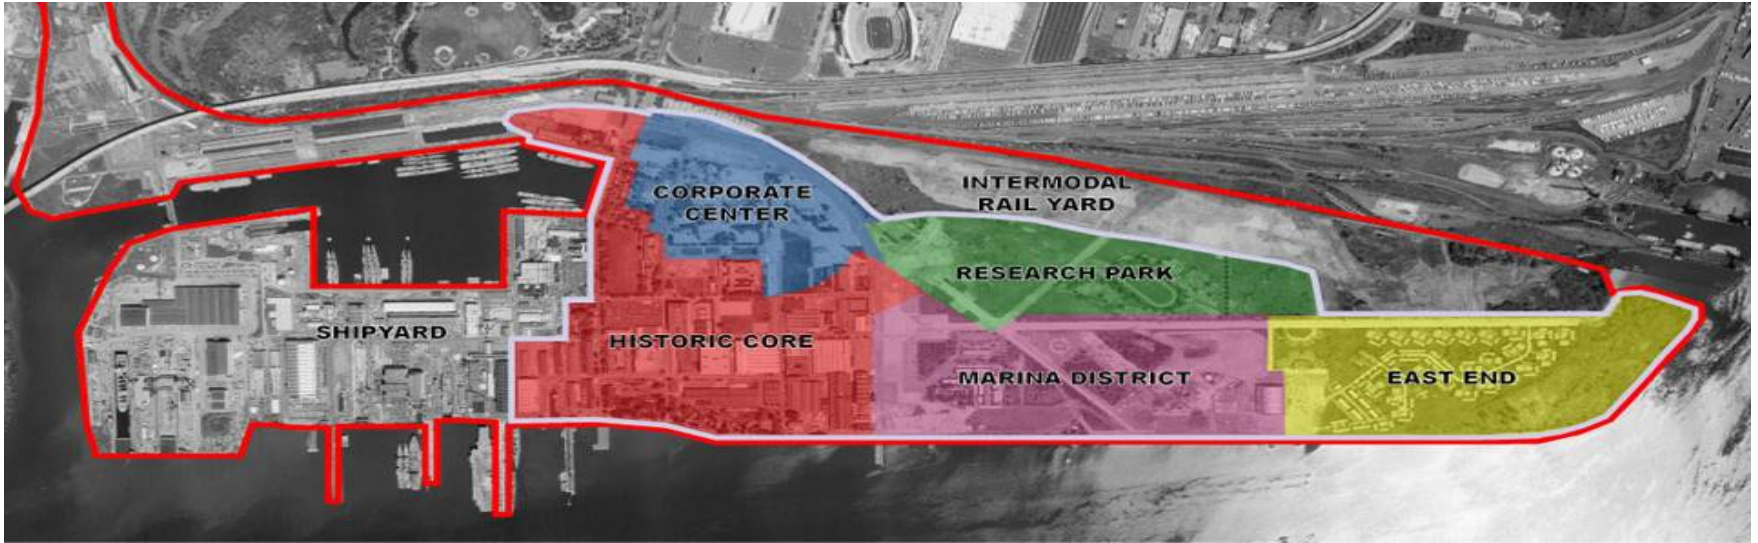 CORPORATE
CENTER
INTERMODAL
RAIL YARD
RESEARCH PARK
SHIPYARD
HISTORIC CORE
MARINA DISTRICT
EAST END